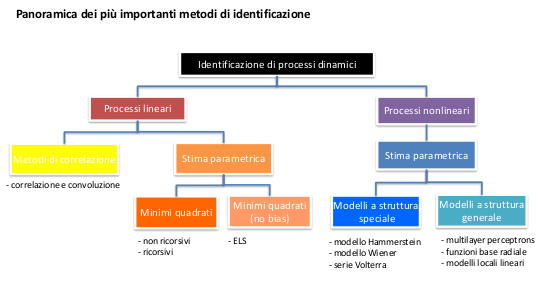 Panoramica dei più importanti metodi di identificazione
Identificazione di processi dinamici
Processi lineari
Processi nonlineari
Metodi di correlazione
Stima parametrica
Stima parametrica
- correlazione e convoluzione
Minimi quadrati
Minimi quadrati
(no bias)
Modelli a struttura
speciale
Modelli a struttura
generale
- non ricorsivi
- ricorsivi
- ELS
- modello Hammerstein
- modello Wiener
- serie Volterra
- multilayer perceptrons
- funzioni base radiale
- modelli locali lineari